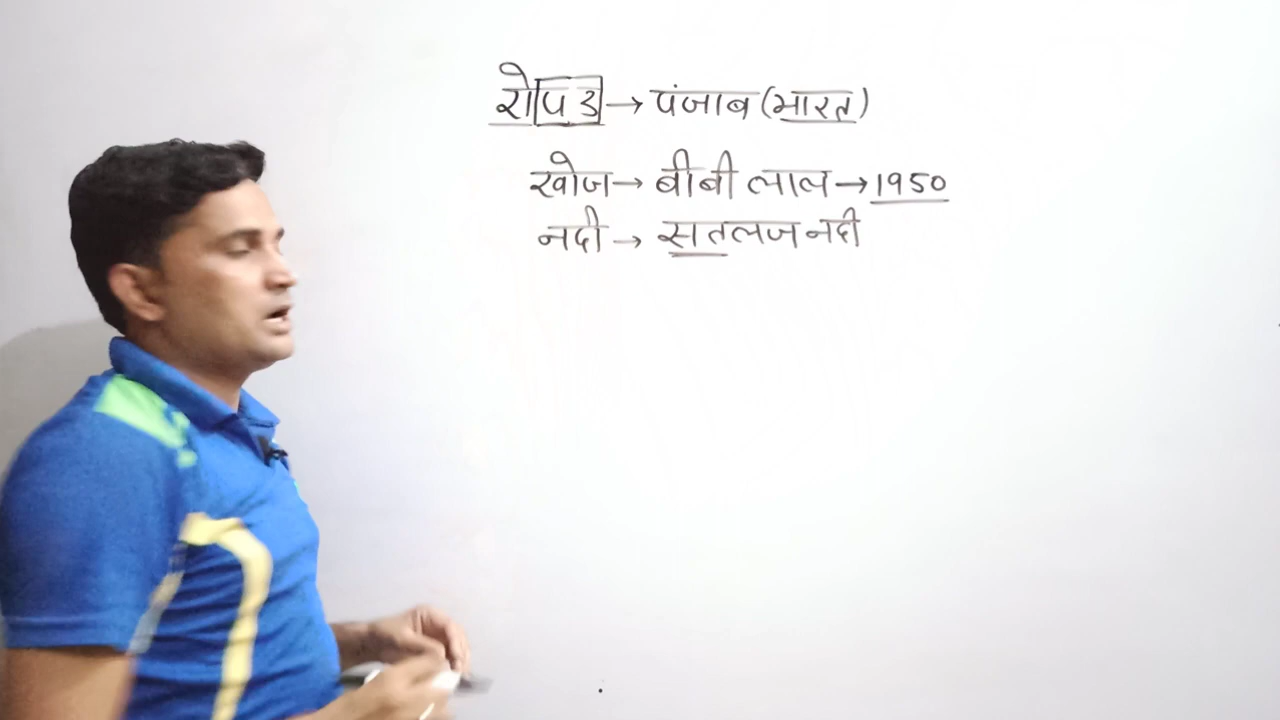 रोपड → पंजाब (भारत)
खोज → बीबी लाल → 1950
नदी → सतलज नदी